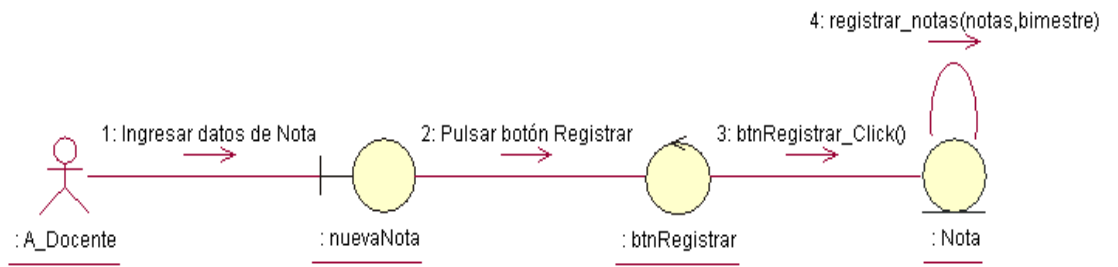 4: registrar_notas(notas,bimestre)
1: Ingresar datos de Nota
2: Pulsar botón Registrar
3: btnRegistrar_Click()
: A_Docente
: nuevaNota
: btnRegistrar
: Nota